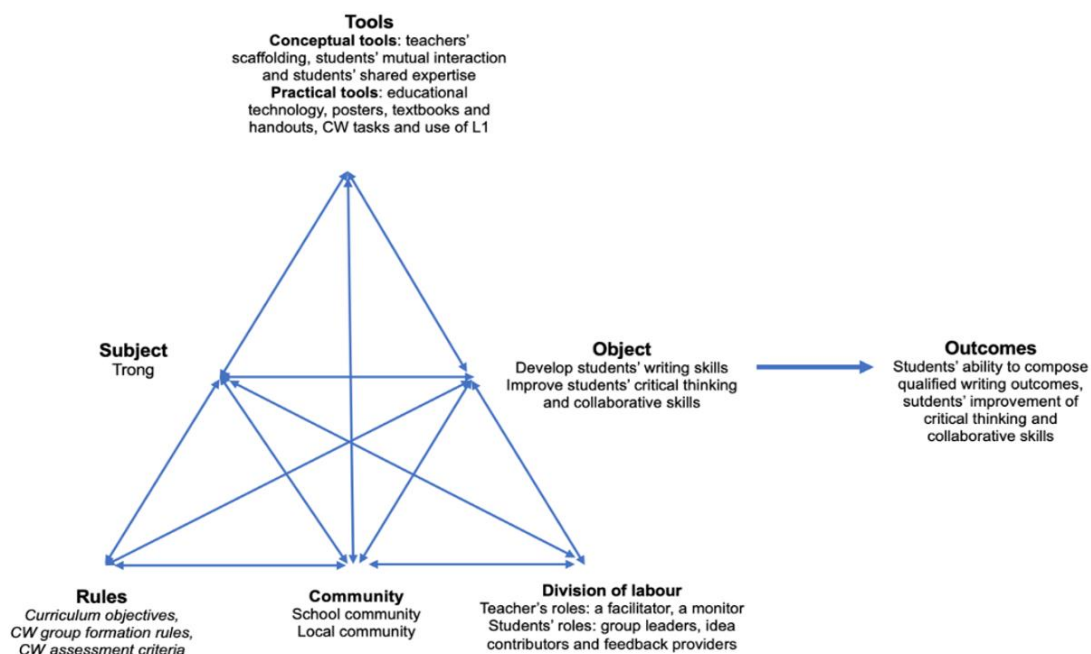 Tools
Conceptual tools: teachers'
scaffolding, students' mutual interaction
and students' shared expertise
Practical tools: educational
technology, posters, textbooks and
handouts, CW tasks and use of L1
Subject
Trong
Object
Develop students' writing skills
Improve students' critical thinking
and collaborative skills
Outcomes
Students' ability to compose
qualified writing outcomes,
sutdents' improvement of
critical thinking and
collaborative skills
Rules
Curriculum objectives,
CW group formation rules,
CW assessment criteria
Community
School community
Local community
Division of labour
Teacher's roles: a facilitator, a monitor
Students' roles: group leaders, idea
contributors and feedback providers